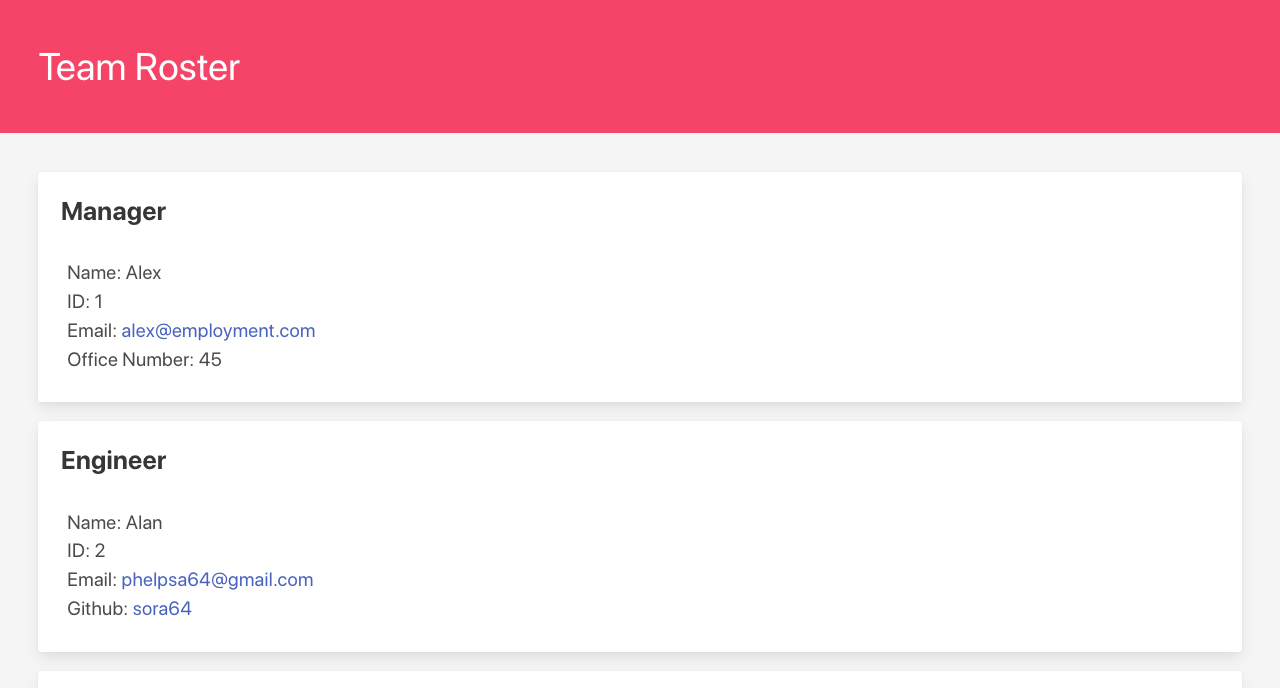 Team Roster
Manager
Name: Alex
ID: 1
Email: alex@employment.com
Office Number: 45
Engineer
Name: Alan
ID: 2
Email: phelpsa64@gmail.com
Github: sora64